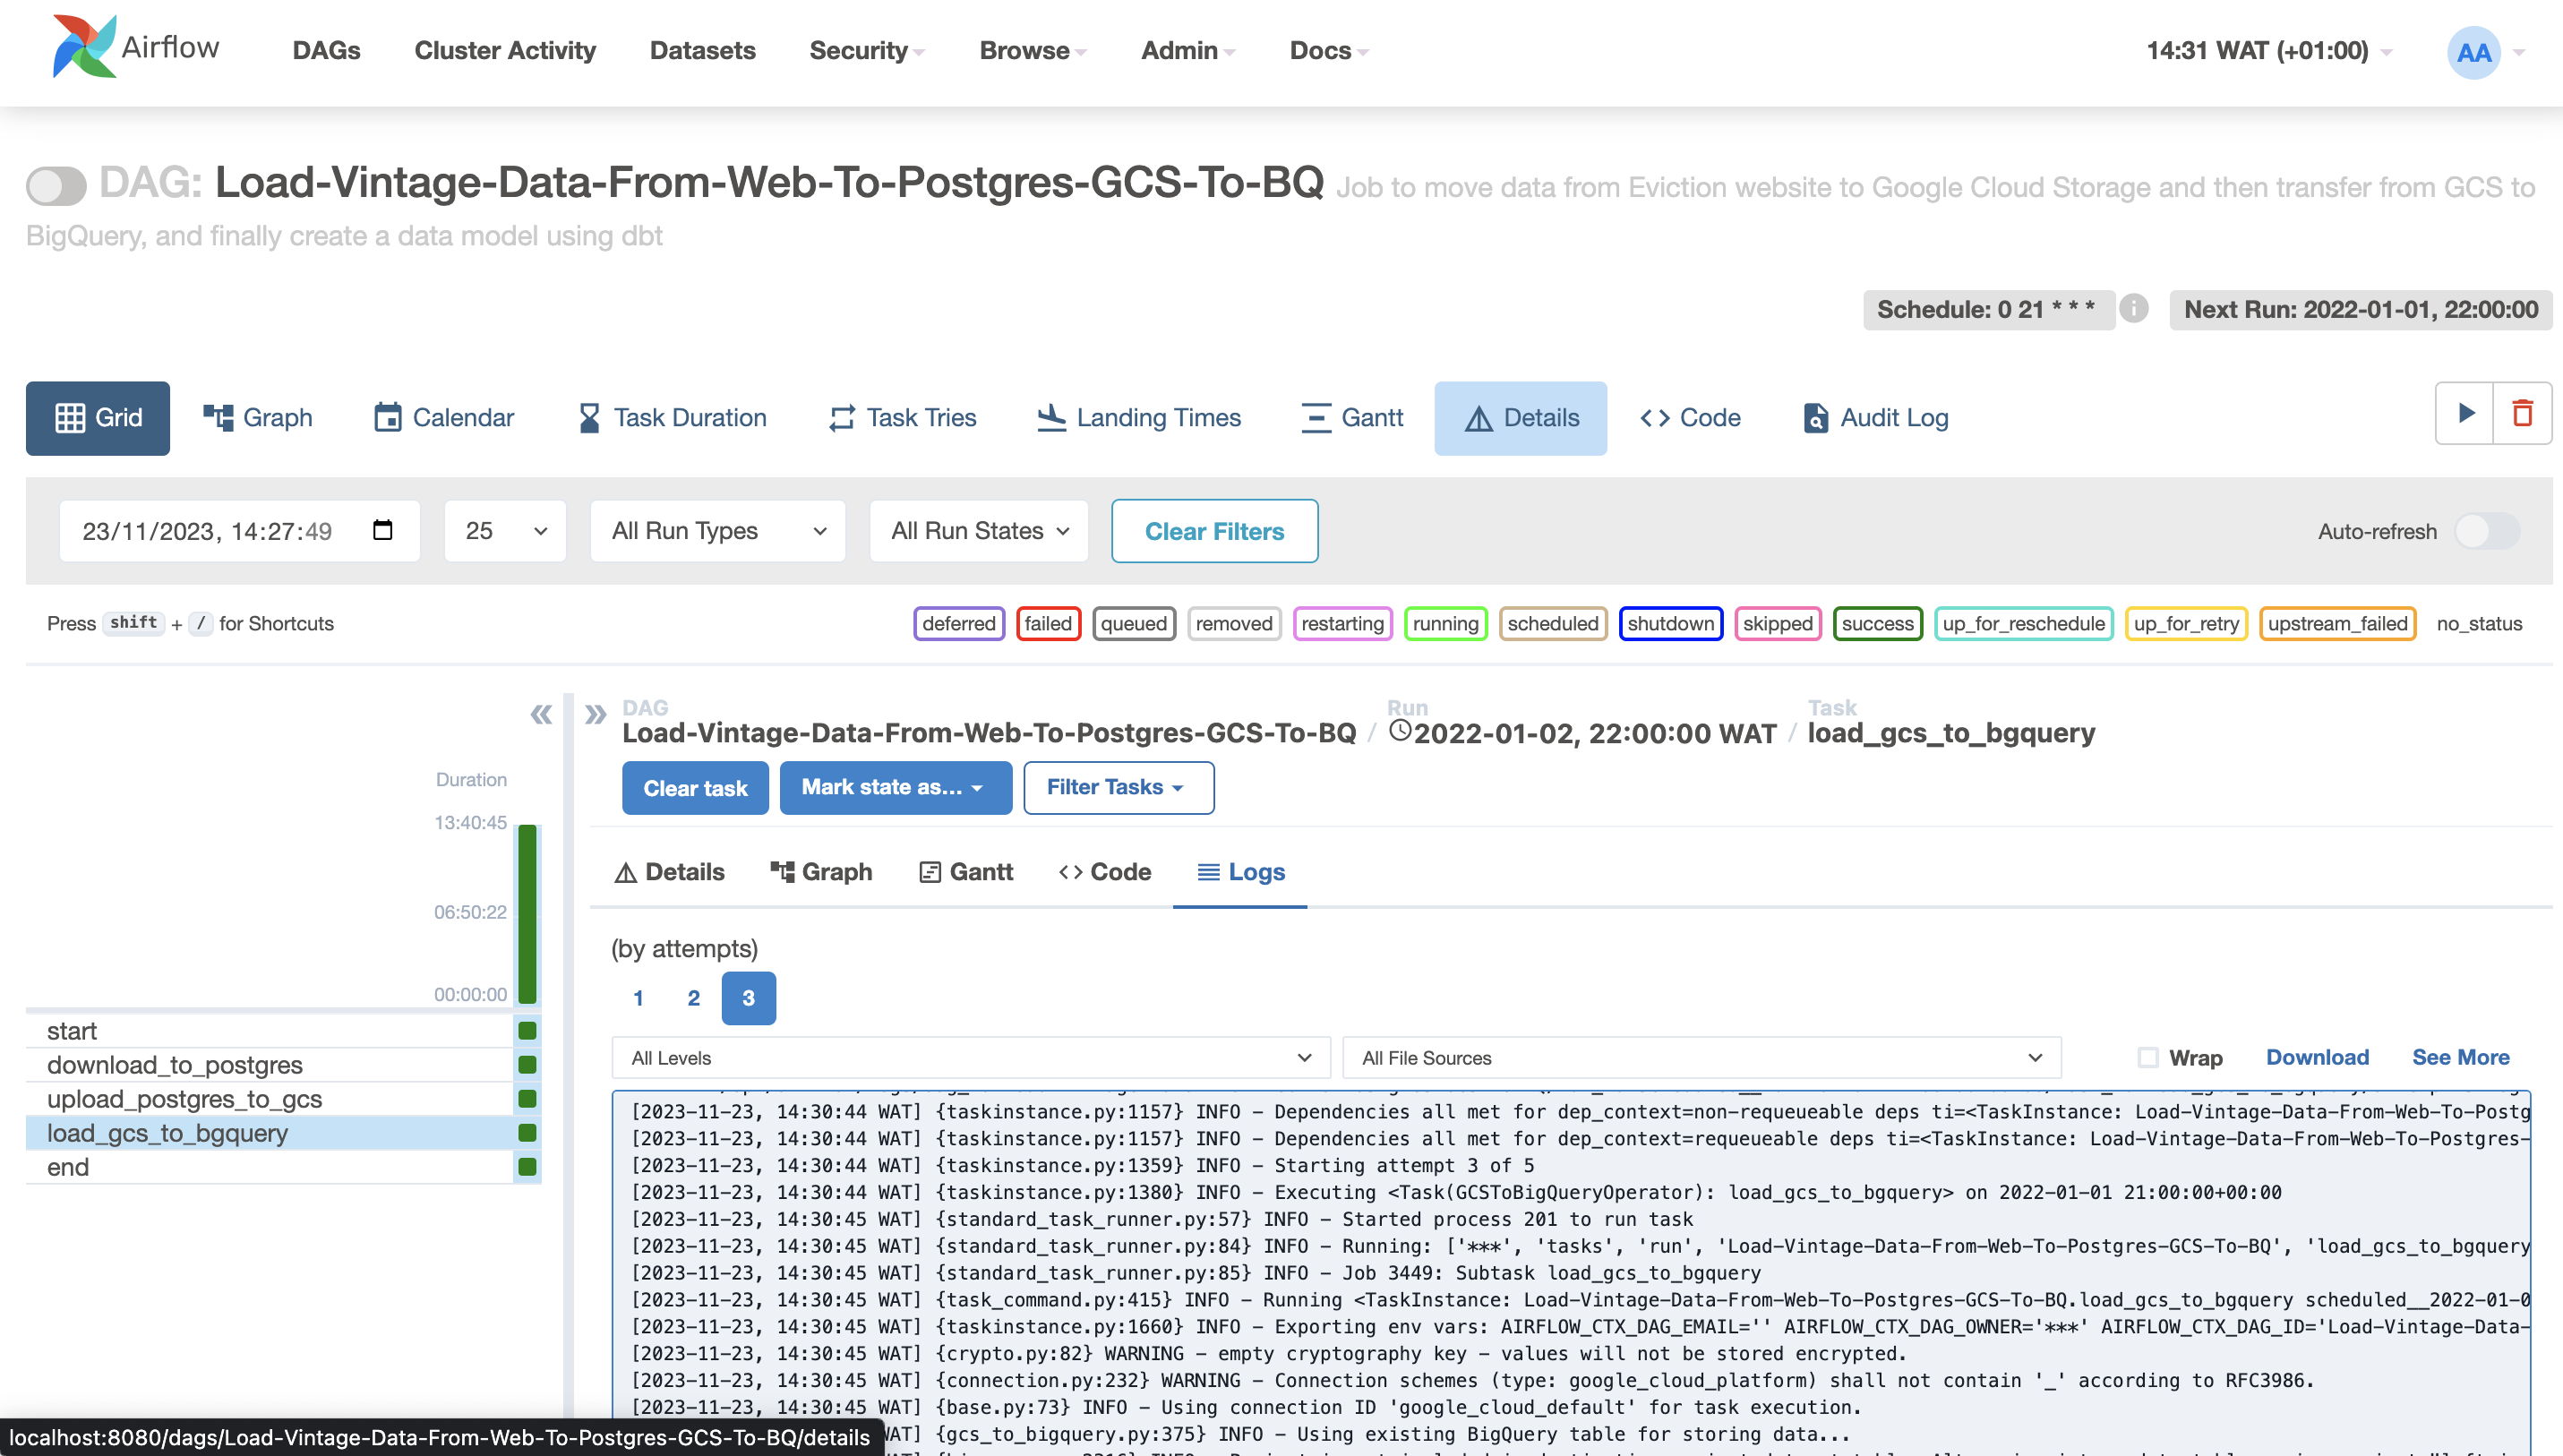 Airflow DAGs Cluster Activity Datasets Security Browse Admin Docs 14:31 WAT (+01:00) AA
DAG: Load-Vintage-Data-From-Web-To-Postgres-GCS-To-BQ Job to move data from Eviction website to Google Cloud Storage and then transfer from GCS to
BigQuery, and finally create a data model using dbt
Schedule: 0 21 * * * i Next Run: 2022-01-01, 22:00:00
Grid Graph Calendar Task Duration Task Tries Landing Times Gantt Details Code Audit Log
23/11/2023, 14:27:49 25 All Run Types All Run States Clear Filters Auto-refresh
Press shift + / for Shortcuts deferred failed queued removed restarting running scheduled shutdown skipped success up_for_reschedule up_for_retry upstream_failed no_status
DAG Run Task
Load-Vintage-Data-From-Web-To-Postgres-GCS-To-BQ / 2022-01-02, 22:00:00 WAT / load_gcs_to_bgquery
Clear task Mark state as... Filter Tasks
Duration
13:40:45
06:50:22
00:00:00
start
download_to_postgres
upload_postgres_to_gcs
load_gcs_to_bgquery
end
Details Graph Gantt Code Logs
(by attempts)
1 2 3
All Levels All File Sources Wrap Download See More
[2023-11-23, 14:30:44 WAT] {taskinstance.py:1157} INFO - Dependencies all met for dep_context=non-requeueable deps ti=<TaskInstance: Load-Vintage-Data-From-Web-To-Postg
[2023-11-23, 14:30:44 WAT] {taskinstance.py:1157} INFO - Dependencies all met for dep_context=requeueable deps ti=<TaskInstance: Load-Vintage-Data-From-Web-To-Postgres-
[2023-11-23, 14:30:44 WAT] {taskinstance.py:1359} INFO - Starting attempt 3 of 5
[2023-11-23, 14:30:44 WAT] {taskinstance.py:1380} INFO - Executing <Task(GCSToBigQueryOperator): load_gcs_to_bgquery> on 2022-01-01 21:00:00+00:00
[2023-11-23, 14:30:45 WAT] {standard_task_runner.py:57} INFO - Started process 201 to run task
[2023-11-23, 14:30:45 WAT] {standard_task_runner.py:84} INFO - Running: ['***', 'tasks', 'run', 'Load-Vintage-Data-From-Web-To-Postgres-GCS-To-BQ', 'load_gcs_to_bgquery
[2023-11-23, 14:30:45 WAT] {standard_task_runner.py:85} INFO - Job 3449: Subtask load_gcs_to_bgquery
[2023-11-23, 14:30:45 WAT] {task_command.py:415} INFO - Running <TaskInstance: Load-Vintage-Data-From-Web-To-Postgres-GCS-To-BQ.load_gcs_to_bgquery scheduled__2022-01-0
[2023-11-23, 14:30:45 WAT] {taskinstance.py:1660} INFO - Exporting env vars: AIRFLOW_CTX_DAG_EMAIL='' AIRFLOW_CTX_DAG_OWNER='***' AIRFLOW_CTX_DAG_ID='Load-Vintage-Data-
[2023-11-23, 14:30:45 WAT] {crypto.py:82} WARNING - empty cryptography key - values will not be stored encrypted.
[2023-11-23, 14:30:45 WAT] {connection.py:232} WARNING - Connection schemes (type: google_cloud_platform) shall not contain '_' according to RFC3986.
[2023-11-23, 14:30:45 WAT] {base.py:73} INFO - Using connection ID 'google_cloud_default' for task execution.
WAT] {gcs_to_bigquery.py:375} INFO - Using existing BigQuery table for storing data...
localhost:8080/dags/Load-Vintage-Data-From-Web-To-Postgres-GCS-To-BQ/details